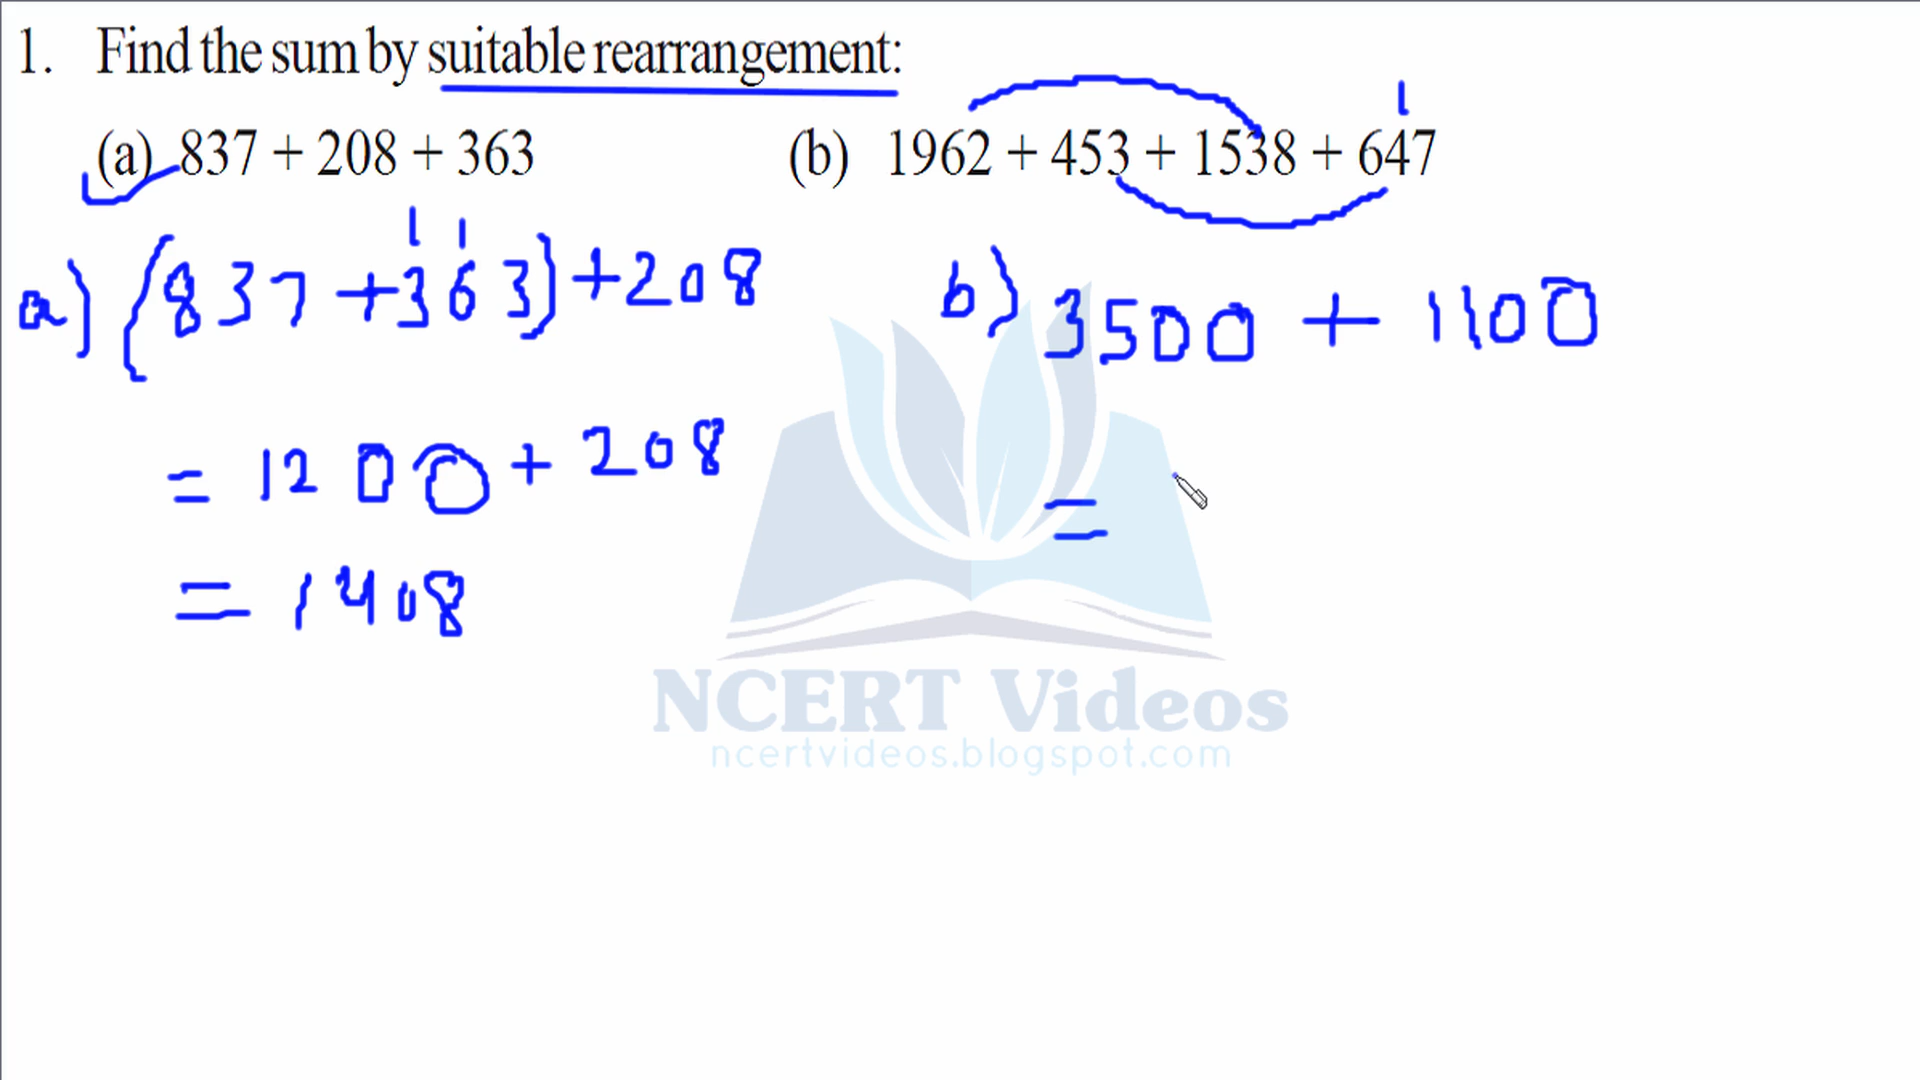 1. Find the sum by suitable rearrangement:
(a) 837 + 208 + 363
(b) 1962 + 453 + 1538 + 647
a) (837 + 363) + 208
= 1200 + 208
= 1408
b) 3500 + 1100
=
NCERT Videos
ncertvideos.blogspot.com